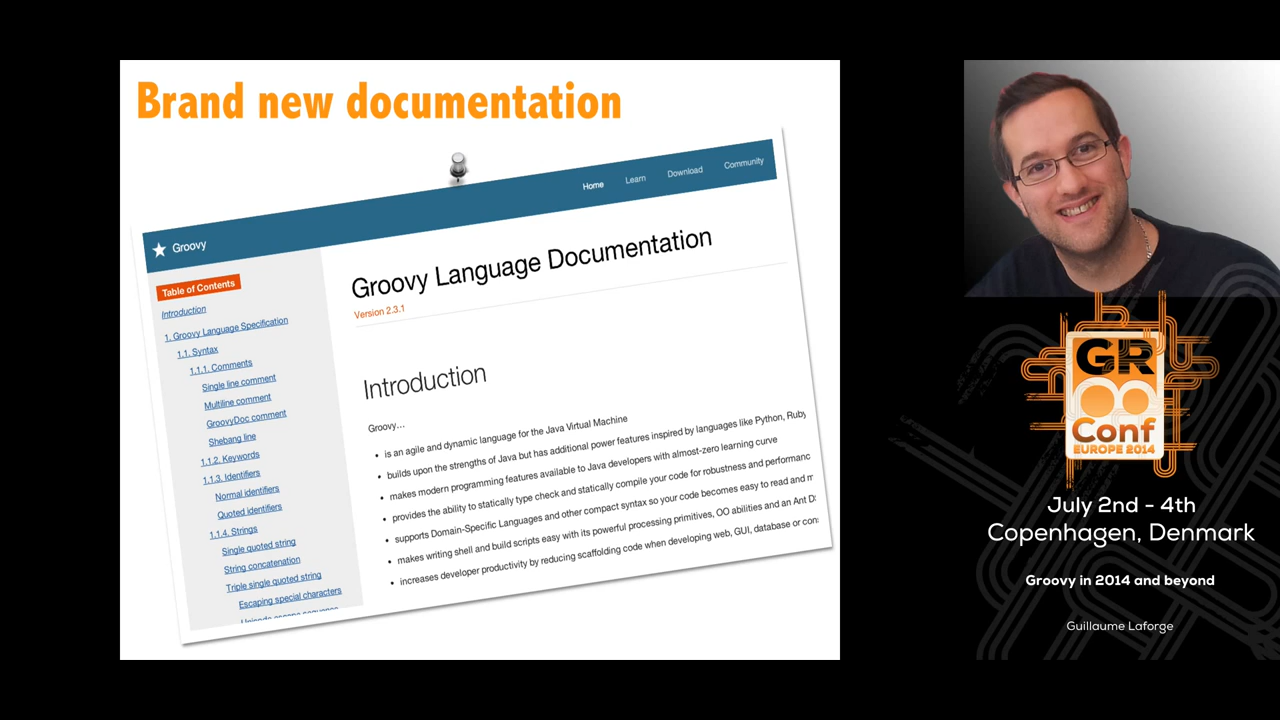 Brand new documentation
Groovy
Home
Learn
Download
Community
Table of Contents
Introduction
1. Groovy Language Specification
1.1. Syntax
1.1.1. Comments
Single line comment
Multiline comment
GroovyDoc comment
Shebang line
1.1.2. Keywords
1.1.3. Identifiers
Normal identifiers
Quoted identifiers
1.1.4. Strings
Single quoted string
String concatenation
Triple single quoted string
Escaping special characters
Unicode escape sequence
Groovy Language Documentation
Version 2.3.1
Introduction
Groovy…
• is an agile and dynamic language for the Java Virtual Machine
• builds upon the strengths of Java but has additional power features inspired by languages like Python, Ruby
• makes modern programming features available to Java developers with almost-zero learning curve
• provides the ability to statically type check and statically compile your code for robustness and performanc
• supports Domain-Specific Languages and other compact syntax so your code becomes easy to read and m
• makes writing shell and build scripts easy with its powerful processing primitives, OO abilities and an Ant DS
• increases developer productivity by reducing scaffolding code when developing web, GUI, database or con
GR
Conf
EUROPE 2014
July 2nd - 4th
Copenhagen, Denmark
Groovy in 2014 and beyond
Guillaume Laforge